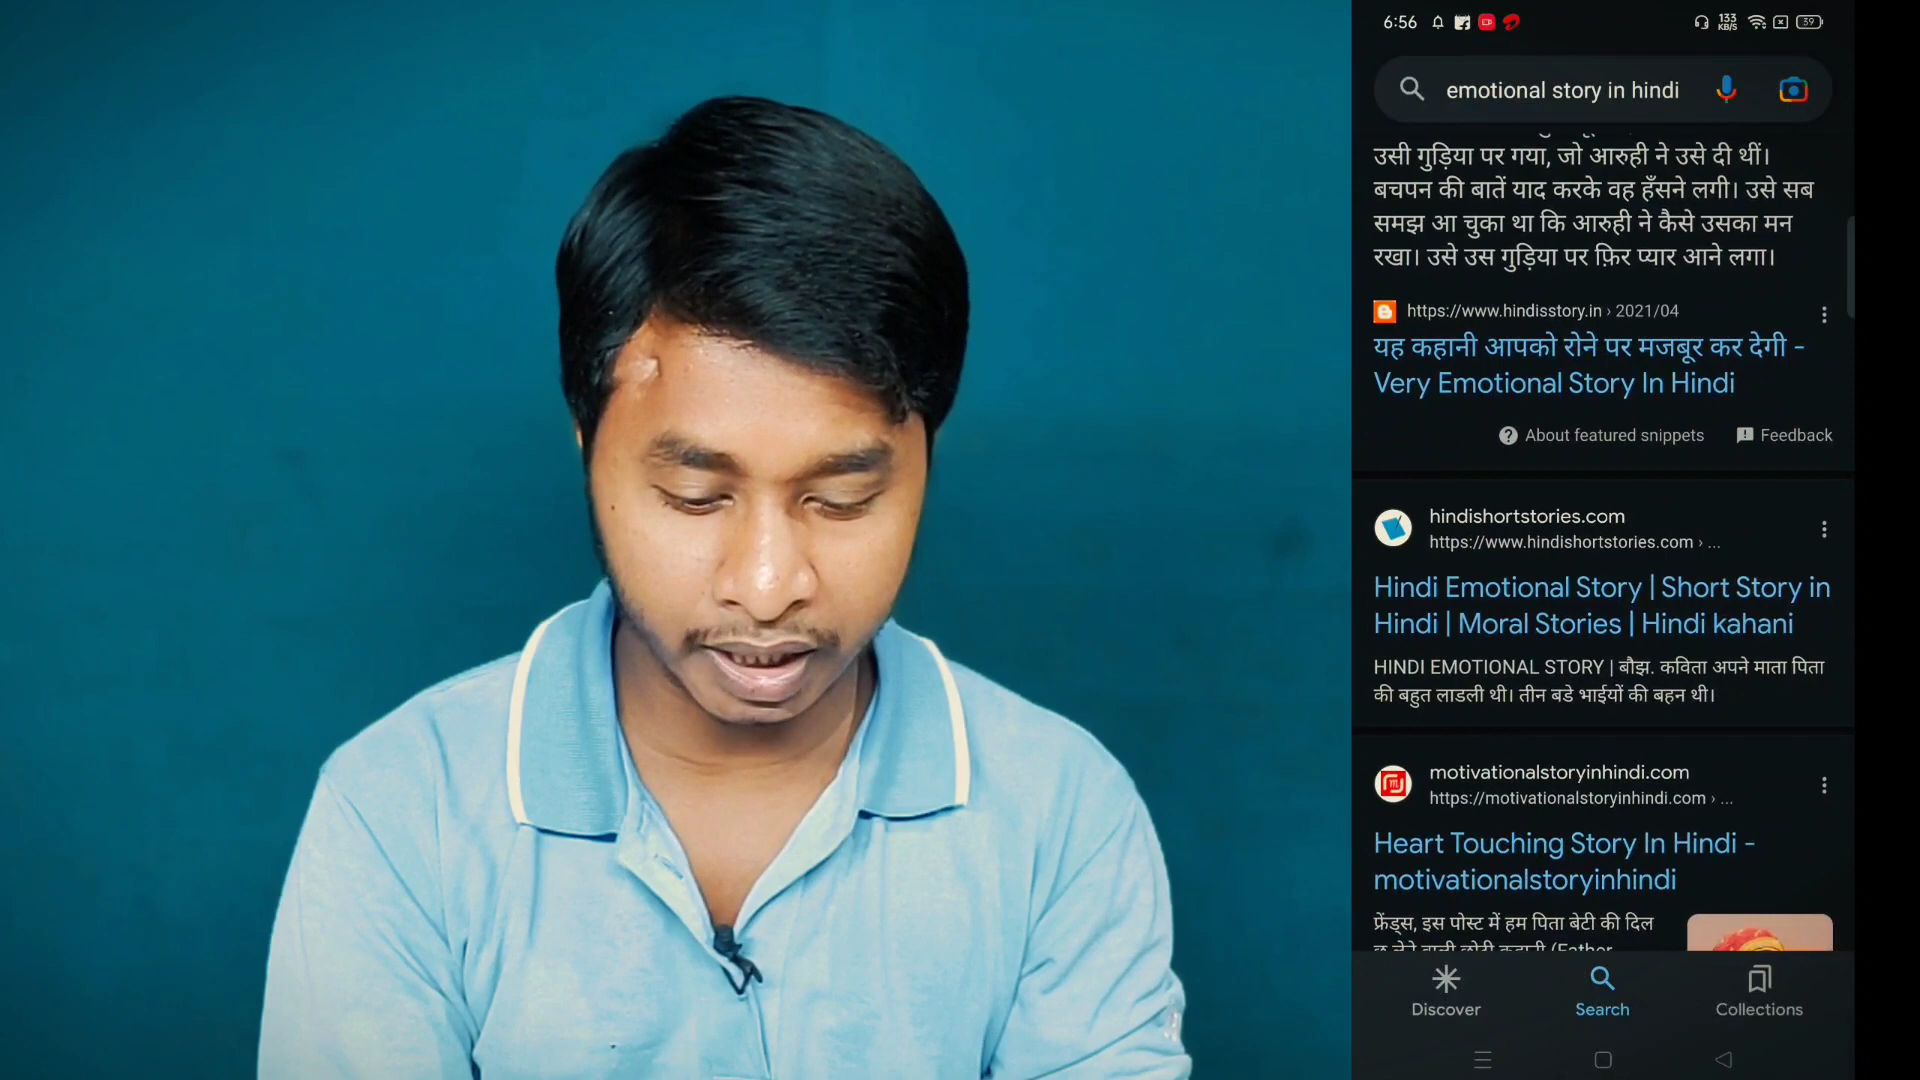 6:56
133
KB/S
39
emotional story in hindi
उसी गुड़िया पर गया, जो आरुही ने उसे दी थीं।
बचपन की बातें याद करके वह हँसने लगी। उसे सब
समझ आ चुका था कि आरुही ने कैसे उसका मन
रखा। उसे उस गुड़िया पर फ़िर प्यार आने लगा।
https://www.hindisstory.in › 2021/04
यह कहानी आपको रोने पर मजबूर कर देगी -
Very Emotional Story In Hindi
About featured snippets
Feedback
hindishortstories.com
https://www.hindishortstories.com › ...
Hindi Emotional Story | Short Story in
Hindi | Moral Stories | Hindi kahani
HINDI EMOTIONAL STORY | बौझ. कविता अपने माता पिता
की बहुत लाडली थी। तीन बडे भाईयों की बहन थी।
motivationalstoryinhindi.com
https://motivationalstoryinhindi.com › ...
Heart Touching Story In Hindi -
motivationalstoryinhindi
फ्रेंड्स, इस पोस्ट में हम पिता बेटी की दिल
Discover
Search
Collections